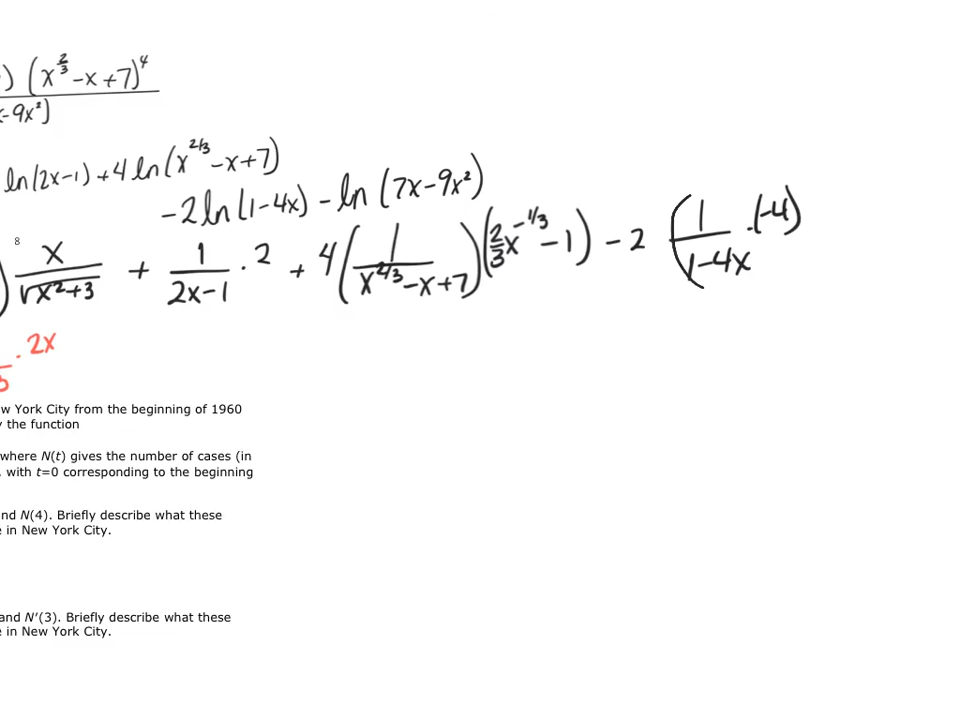 ) (x^(2/3) -x+7)^4
-9x²)
ln(2x-1) + 4 ln(x^(2/3) -x+7)
-2 ln(1-4x) - ln(7x-9x²)
8
) x/√(x²+3) + 1/(2x-1) · 2 + 4(1/(x^(2/3) -x+7))(2/3 x^(-1/3) -1) - 2 (1/(1-4x) · (-4)
· 2x
w York City from the beginning of 1960
the function
where N(t) gives the number of cases (in
with t=0 corresponding to the beginning
nd N(4). Briefly describe what these
e in New York City.
and N′(3). Briefly describe what these
e in New York City.